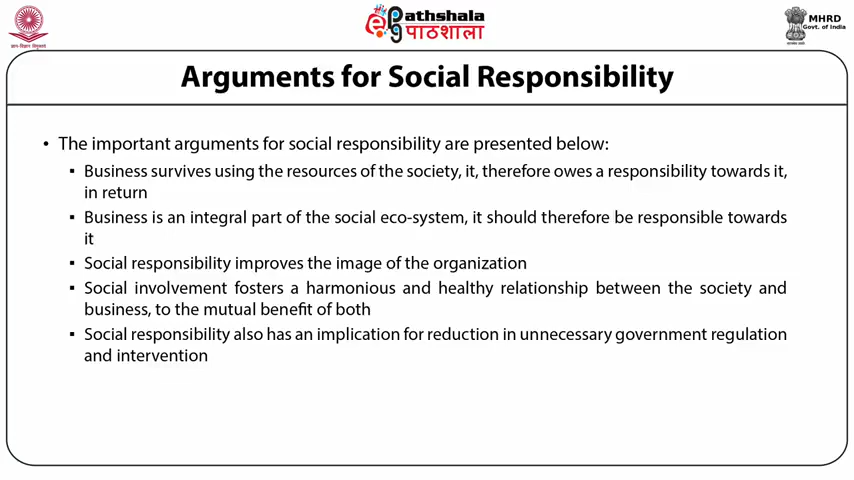 ePathshala
पाठशाला
MHRD
Govt. of India
ज्ञान-विज्ञान विमुक्तये
Arguments for Social Responsibility
• The important arguments for social responsibility are presented below:
▪ Business survives using the resources of the society, it, therefore owes a responsibility towards it,
in return
▪ Business is an integral part of the social eco-system, it should therefore be responsible towards
it
▪ Social responsibility improves the image of the organization
▪ Social involvement fosters a harmonious and healthy relationship between the society and
business, to the mutual benefit of both
▪ Social responsibility also has an implication for reduction in unnecessary government regulation
and intervention